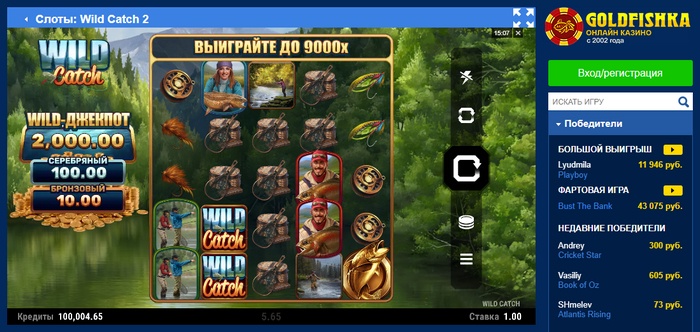 Слоты: Wild Catch 2
15:07
WILD
Catch
ВЫИГРАЙТЕ ДО 9000x
WILD-ДЖЕКПОТ
2,000.00
СЕРЕБРЯНЫЙ
100.00
БРОНЗОВЫЙ
10.00
WILD
Catch
WILD
Catch
WILD CATCH
Кредиты 100,004.65
5.65
Ставка 1.00
GOLDFISHKA
ОНЛАЙН КАЗИНО
с 2002 года
Вход/регистрация
ИСКАТЬ ИГРУ
Победители
БОЛЬШОЙ ВЫИГРЫШ
Lyudmila 11 946 руб.
Playboy
ФАРТОВАЯ ИГРА
Bust The Bank 43 075 руб.
НЕДАВНИЕ ПОБЕДИТЕЛИ
Andrey 300 руб.
Cricket Star
Vasiliy 605 руб.
Book of Oz
SHmelev 73 руб.
Atlantis Rising